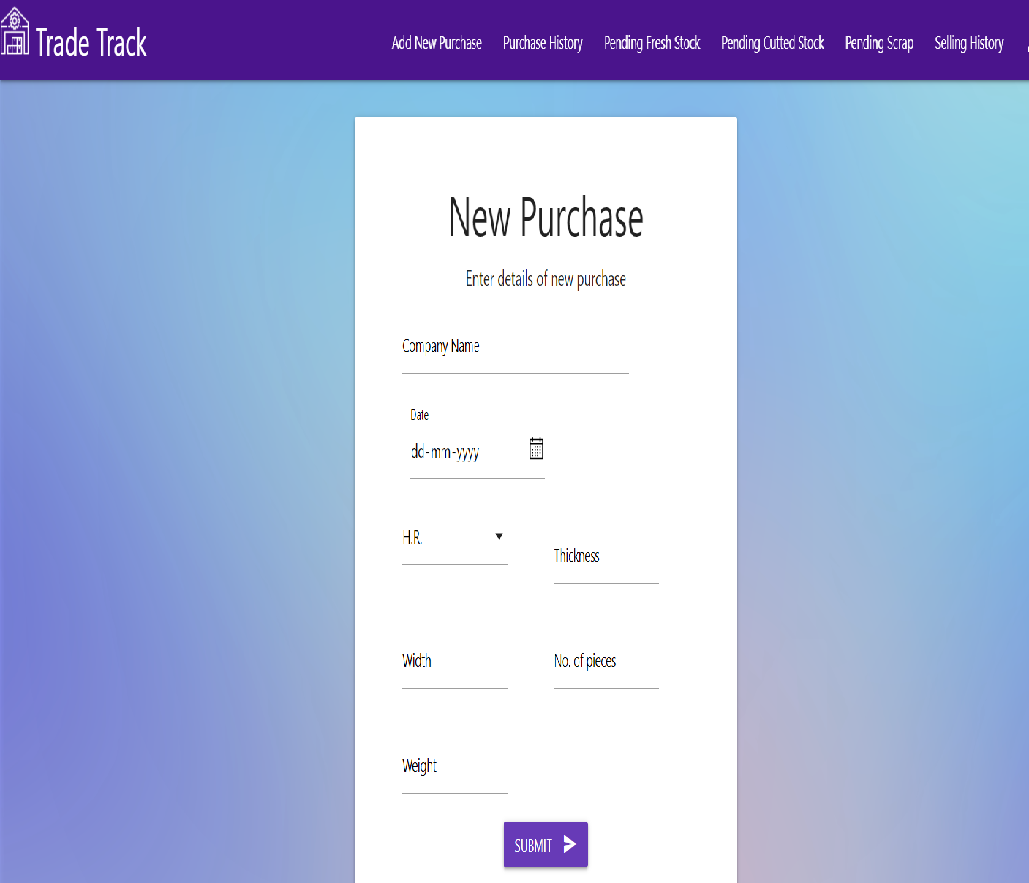 Trade Track
Add New Purchase Purchase History Pending Fresh Stock Pending Cutted Stock Pending Scrap Selling History
New Purchase
Enter details of new purchase
Company Name
Date
dd-mm-yyyy
H.R.
Thickness
Width No. of pieces
Weight
SUBMIT